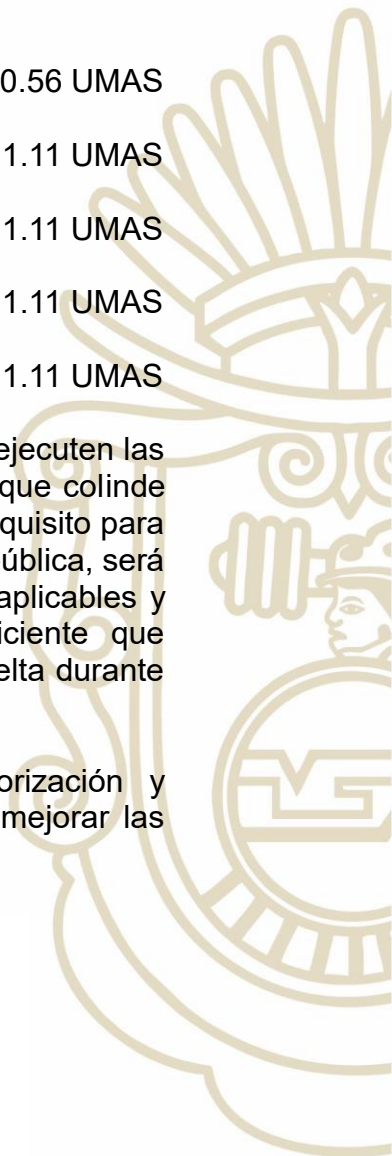 0.56 UMAS
1.11 UMAS
1.11 UMAS
1.11 UMAS
1.11 UMAS
ejecuten las
que colinde
quisito para
pública, será
aplicables y
iciente que
elta durante
orización y
mejorar las